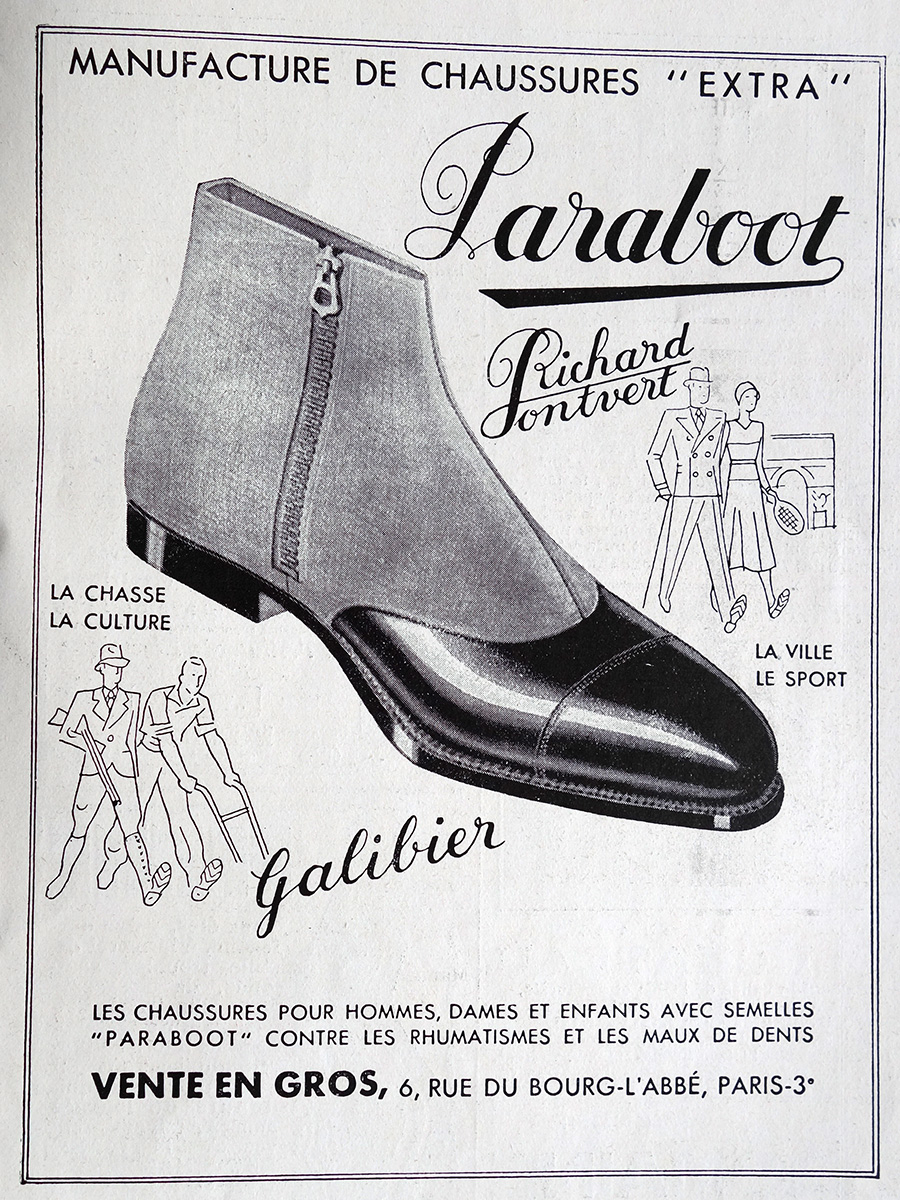 MANUFACTURE DE CHAUSSURES "EXTRA"
Paraboot
Richard
Pontvert
LA CHASSE
LA CULTURE
LA VILLE
LE SPORT
Galibier
LES CHAUSSURES POUR HOMMES, DAMES ET ENFANTS AVEC SEMELLES
"PARABOOT" CONTRE LES RHUMATISMES ET LES MAUX DE DENTS
VENTE EN GROS, 6, RUE DU BOURG-L'ABBÉ, PARIS-3ᵉ